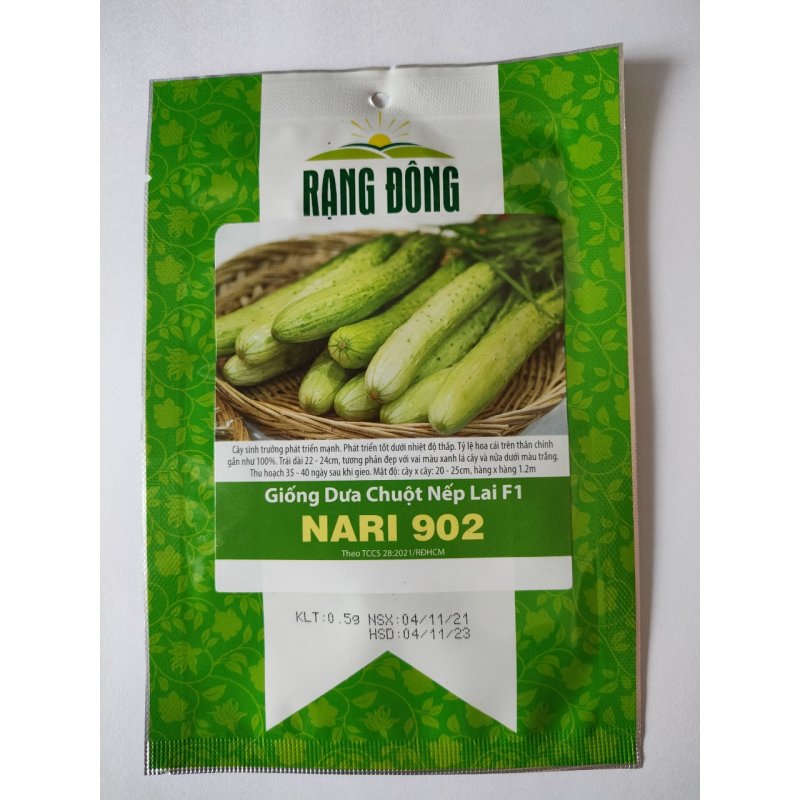 RẠNG ĐÔNG
Cây sinh trưởng phát triển mạnh. Phát triển tốt dưới nhiệt độ thấp. Tỷ lệ hoa cái trên thân chính
gần như 100%. Trái dài 22 - 24cm, tương phản đẹp với vai màu xanh lá cây và nửa dưới màu trắng.
Thu hoạch 35 - 40 ngày sau khi gieo. Mật độ: cây x cây: 20 - 25cm, hàng x hàng 1.2m
Giống Dưa Chuột Nếp Lai F1
NARI 902
Theo TCCS 28:2021/RĐHCM
KLT:0.5g NSX:04/11/21
HSD:04/11/23